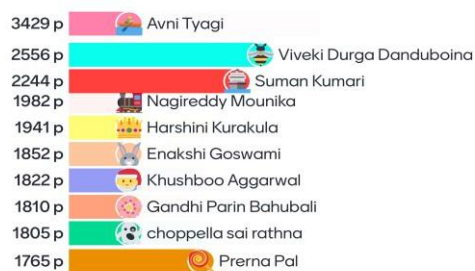 3429 p Avni Tyagi
2556 p Viveki Durga Danduboina
2244 p Suman Kumari
1982 p Nagireddy Mounika
1941 p Harshini Kurakula
1852 p Enakshi Goswami
1822 p Khushboo Aggarwal
1810 p Gandhi Parin Bahubali
1805 p choppella sai rathna
1765 p Prerna Pal